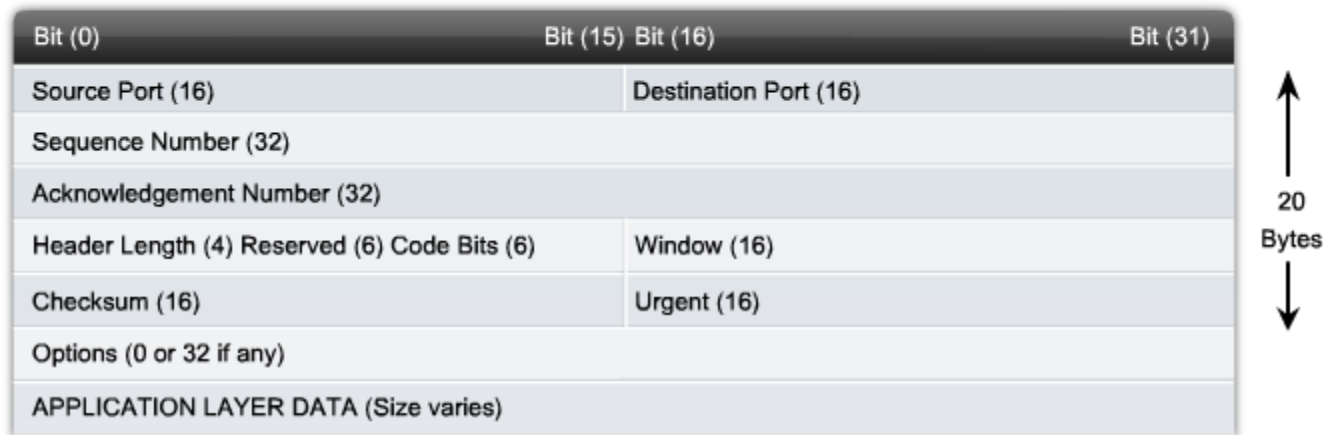 Bit (0) Bit (15) Bit (16) Bit (31)
Source Port (16) Destination Port (16)
Sequence Number (32)
Acknowledgement Number (32)
Header Length (4) Reserved (6) Code Bits (6) Window (16)
Checksum (16) Urgent (16)
Options (0 or 32 if any)
APPLICATION LAYER DATA (Size varies)
20
Bytes